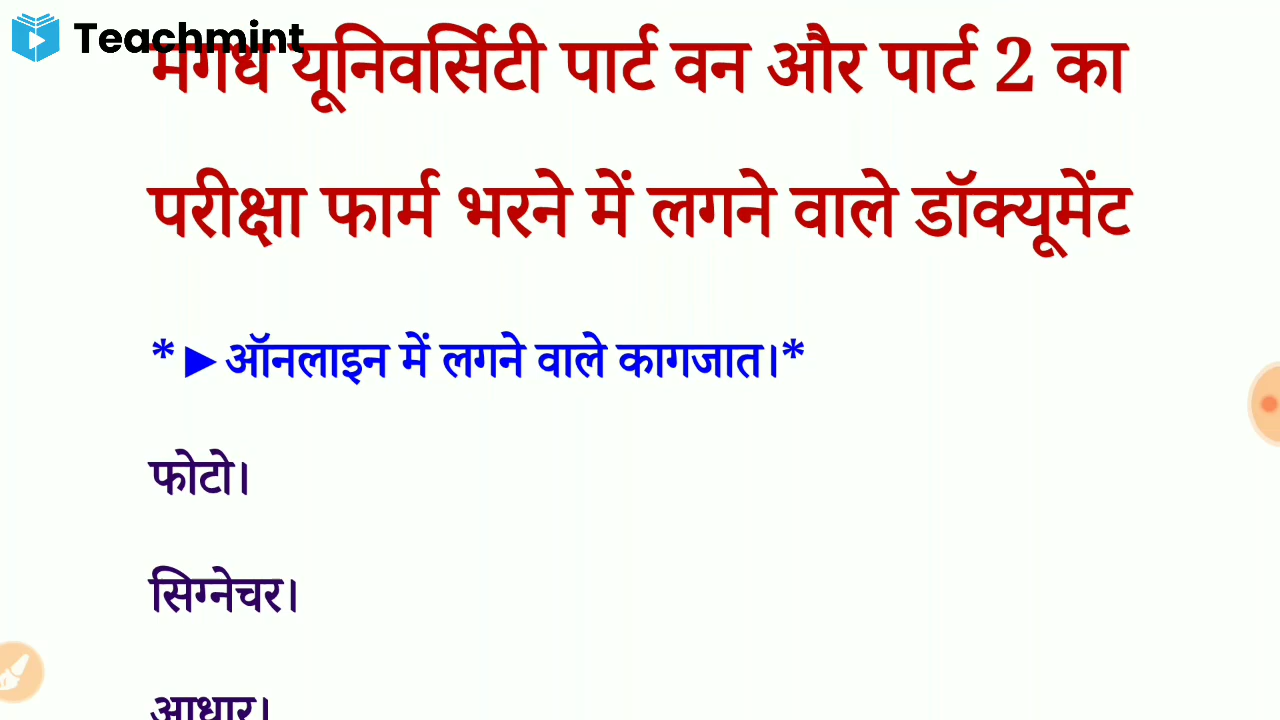 Teachmint
मगध यूनिवर्सिटी पार्ट वन और पार्ट 2 का
परीक्षा फार्म भरने में लगने वाले डॉक्यूमेंट
*►ऑनलाइन में लगने वाले कागजात।*
फोटो।
सिग्नेचर।
आधार।